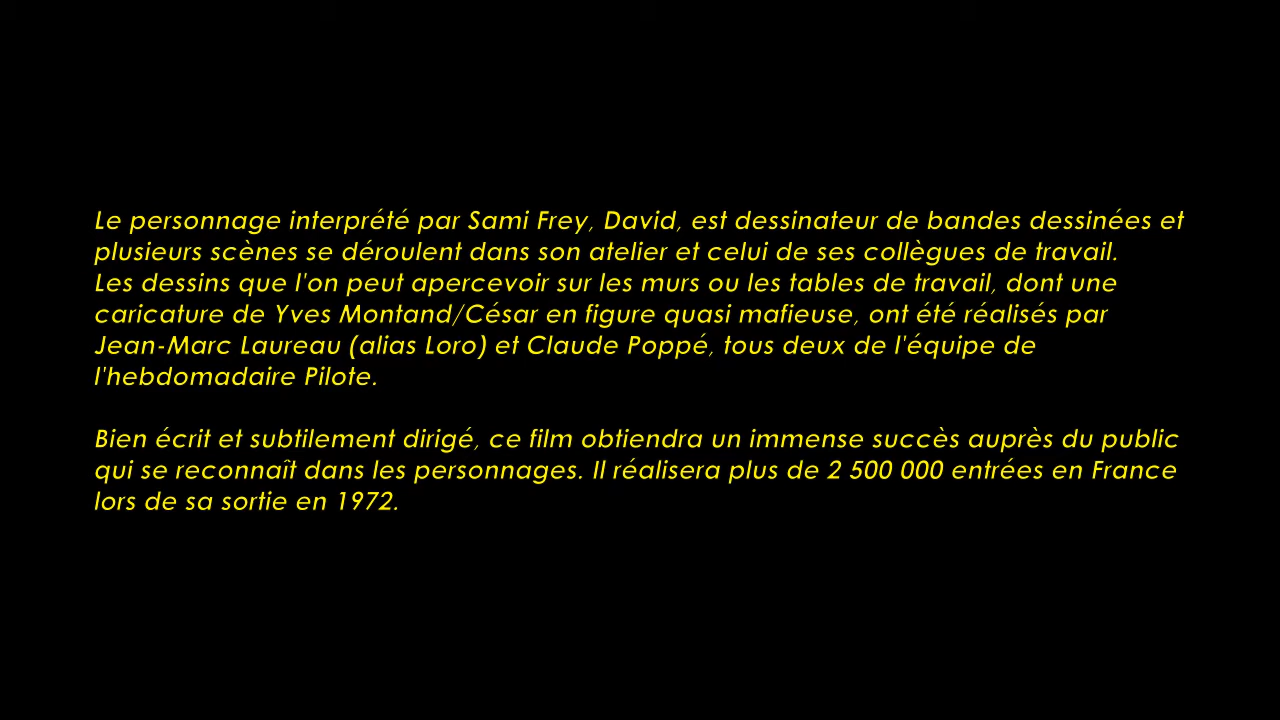 Le personnage interprété par Sami Frey, David, est dessinateur de bandes dessinées et
plusieurs scènes se déroulent dans son atelier et celui de ses collègues de travail.
Les dessins que l'on peut apercevoir sur les murs ou les tables de travail, dont une
caricature de Yves Montand/César en figure quasi mafieuse, ont été réalisés par
Jean-Marc Laureau (alias Loro) et Claude Poppé, tous deux de l'équipe de
l'hebdomadaire Pilote.
Bien écrit et subtilement dirigé, ce film obtiendra un immense succès auprès du public
qui se reconnaît dans les personnages. Il réalisera plus de 2 500 000 entrées en France
lors de sa sortie en 1972.